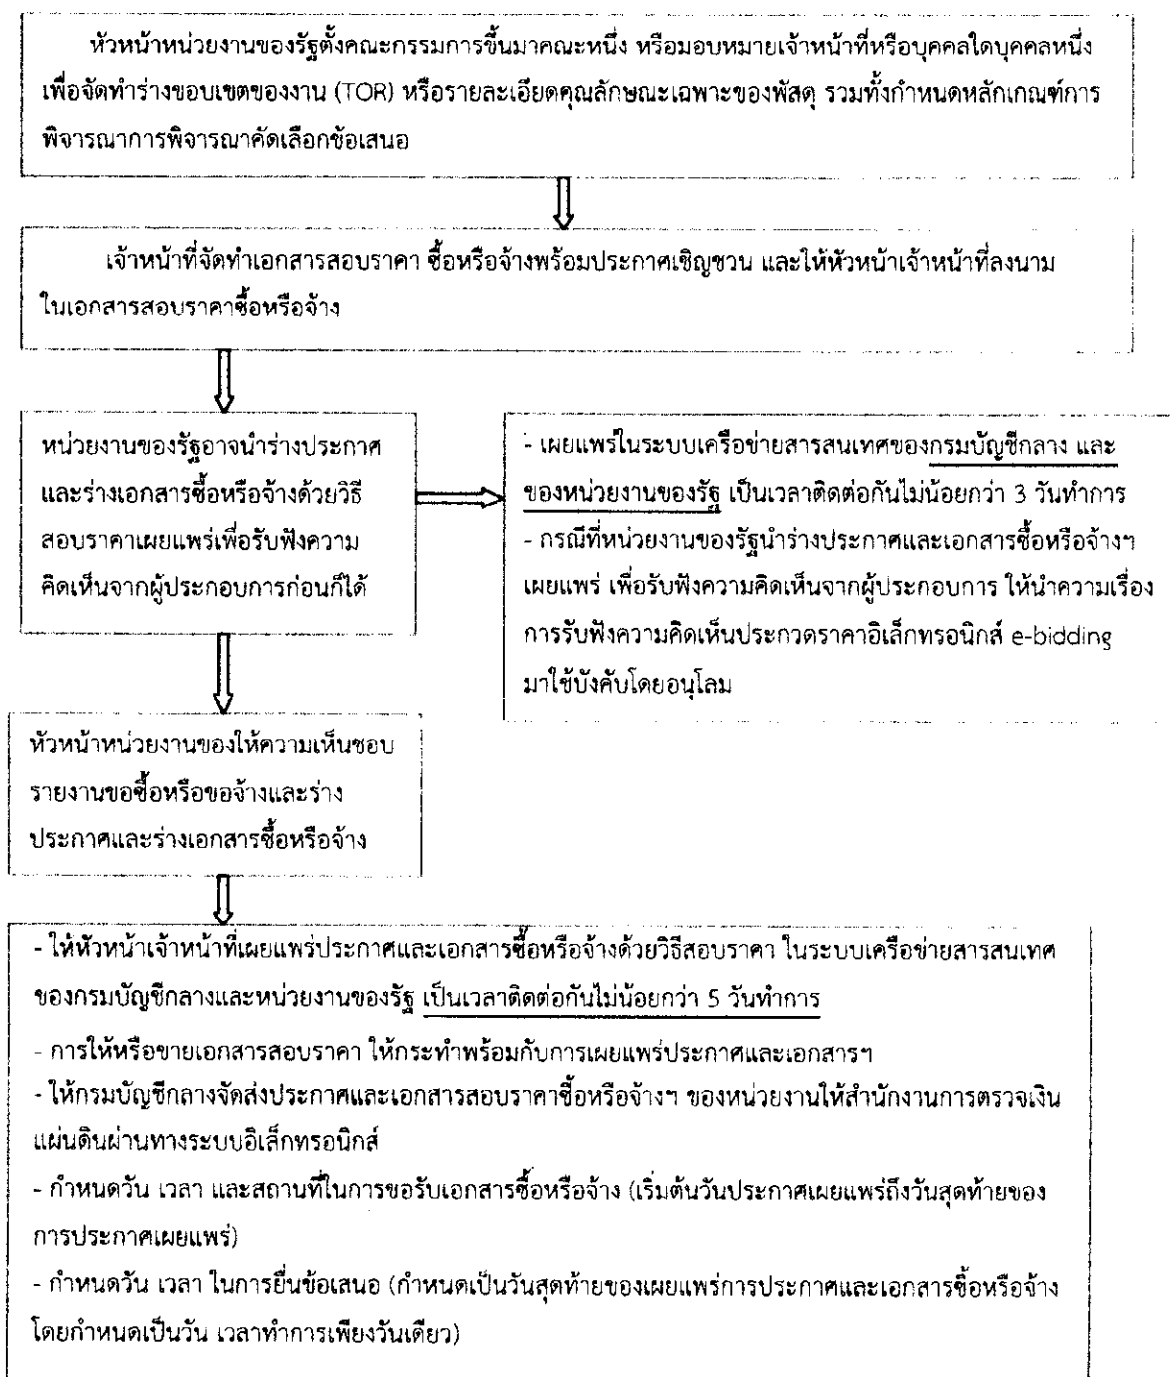 หัวหน้าหน่วยงานของรัฐตั้งคณะกรรมการขึ้นมาคณะหนึ่ง หรือมอบหมายเจ้าหน้าที่หรือบุคคลใดบุคคลหนึ่ง
เพื่อจัดทำร่างขอบเขตของงาน (TOR) หรือรายละเอียดคุณลักษณะเฉพาะของพัสดุ รวมทั้งกำหนดหลักเกณฑ์การ
พิจารณาการพิจารณาคัดเลือกข้อเสนอ
เจ้าหน้าที่จัดทำเอกสารสอบราคา ซื้อหรือจ้างพร้อมประกาศเชิญชวน และให้หัวหน้าเจ้าหน้าที่ลงนาม
ในเอกสารสอบราคาซื้อหรือจ้าง
หน่วยงานของรัฐอาจนำร่างประกาศ
และร่างเอกสารซื้อหรือจ้างด้วยวิธี
สอบราคาเผยแพร่เพื่อรับฟังความ
คิดเห็นจากผู้ประกอบการก่อนก็ได้
- เผยแพร่ในระบบเครือข่ายสารสนเทศของกรมบัญชีกลาง และ
ของหน่วยงานของรัฐ เป็นเวลาติดต่อกันไม่น้อยกว่า 3 วันทำการ
- กรณีที่หน่วยงานของรัฐนำร่างประกาศและเอกสารซื้อหรือจ้างฯ
เผยแพร่ เพื่อรับฟังความคิดเห็นจากผู้ประกอบการ ให้นำความเรื่อง
การรับฟังความคิดเห็นประกวดราคาอิเล็กทรอนิกส์ e-bidding
มาใช้บังคับโดยอนุโลม
หัวหน้าหน่วยงานของให้ความเห็นชอบ
รายงานขอซื้อหรือขอจ้างและร่าง
ประกาศและร่างเอกสารซื้อหรือจ้าง
- ให้หัวหน้าเจ้าหน้าที่เผยแพร่ประกาศและเอกสารซื้อหรือจ้างด้วยวิธีสอบราคา ในระบบเครือข่ายสารสนเทศ
ของกรมบัญชีกลางและหน่วยงานของรัฐ เป็นเวลาติดต่อกันไม่น้อยกว่า 5 วันทำการ
- การให้หรือขายเอกสารสอบราคา ให้กระทำพร้อมกับการเผยแพร่ประกาศและเอกสารฯ
- ให้กรมบัญชีกลางจัดส่งประกาศและเอกสารสอบราคาซื้อหรือจ้างฯ ของหน่วยงานให้สำนักงานการตรวจเงิน
แผ่นดินผ่านทางระบบอิเล็กทรอนิกส์
- กำหนดวัน เวลา และสถานที่ในการขอรับเอกสารซื้อหรือจ้าง (เริ่มต้นวันประกาศเผยแพร่ถึงวันสุดท้ายของ
การประกาศเผยแพร่)
- กำหนดวัน เวลา ในการยื่นข้อเสนอ (กำหนดเป็นวันสุดท้ายของเผยแพร่การประกาศและเอกสารซื้อหรือจ้าง
โดยกำหนดเป็นวัน เวลาทำการเพียงวันเดียว)